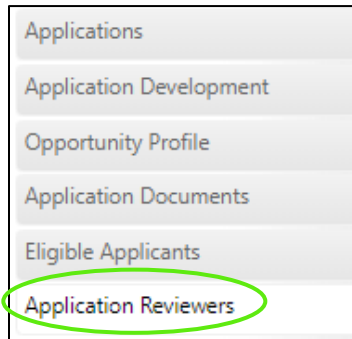 Applications
Application Development
Opportunity Profile
Application Documents
Eligible Applicants
Application Reviewers